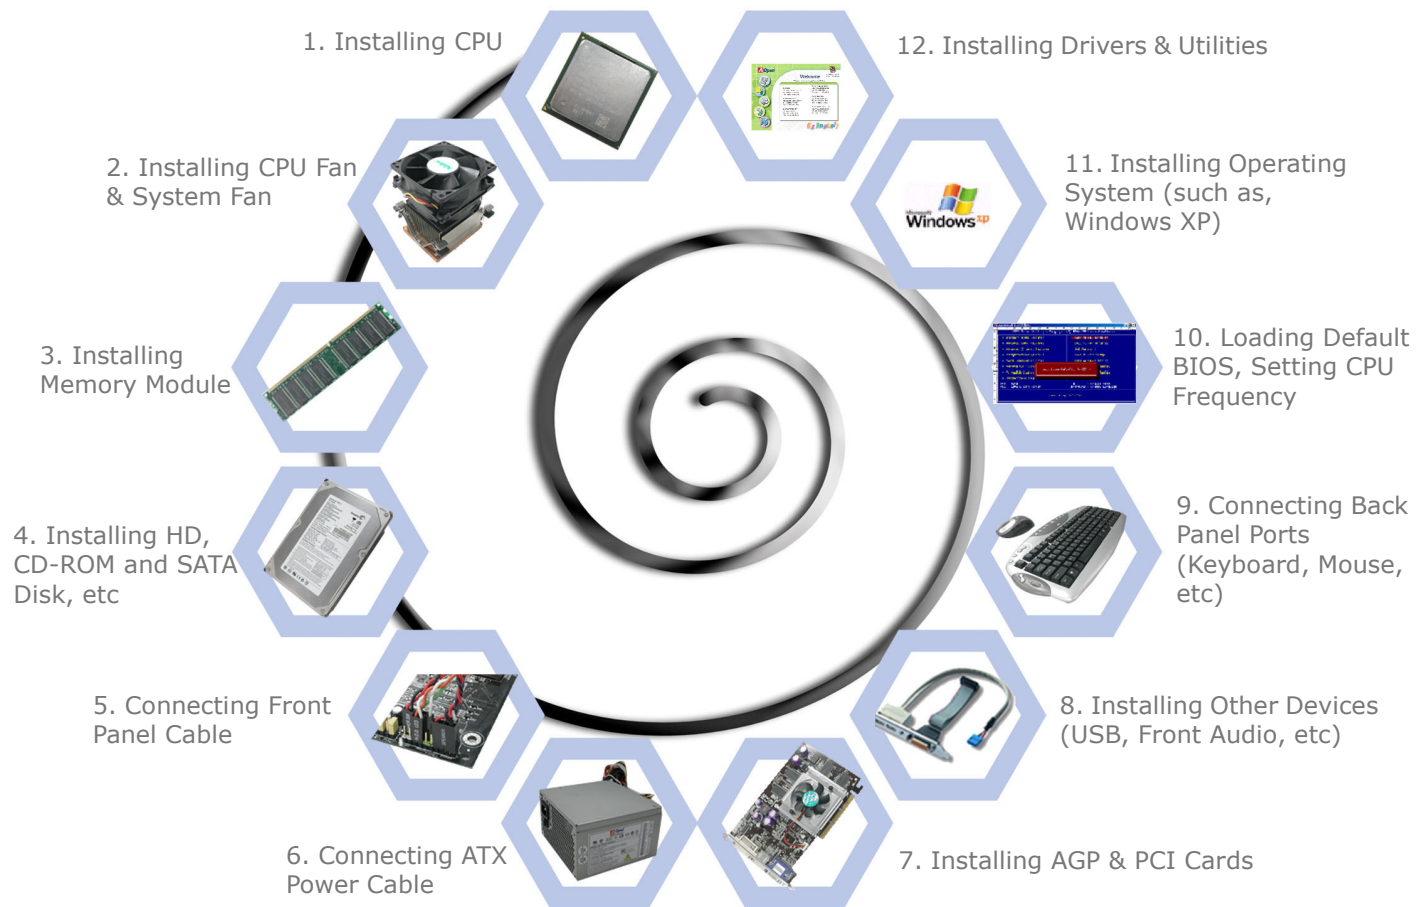 1. Installing CPU
2. Installing CPU Fan
& System Fan
3. Installing
Memory Module
4. Installing HD,
CD-ROM and SATA
Disk, etc
5. Connecting Front
Panel Cable
6. Connecting ATX
Power Cable
7. Installing AGP & PCI Cards
8. Installing Other Devices
(USB, Front Audio, etc)
9. Connecting Back
Panel Ports
(Keyboard, Mouse,
etc)
10. Loading Default
BIOS, Setting CPU
Frequency
11. Installing Operating
System (such as,
Windows XP)
Microsoft
Windows xp
12. Installing Drivers & Utilities
Welcome